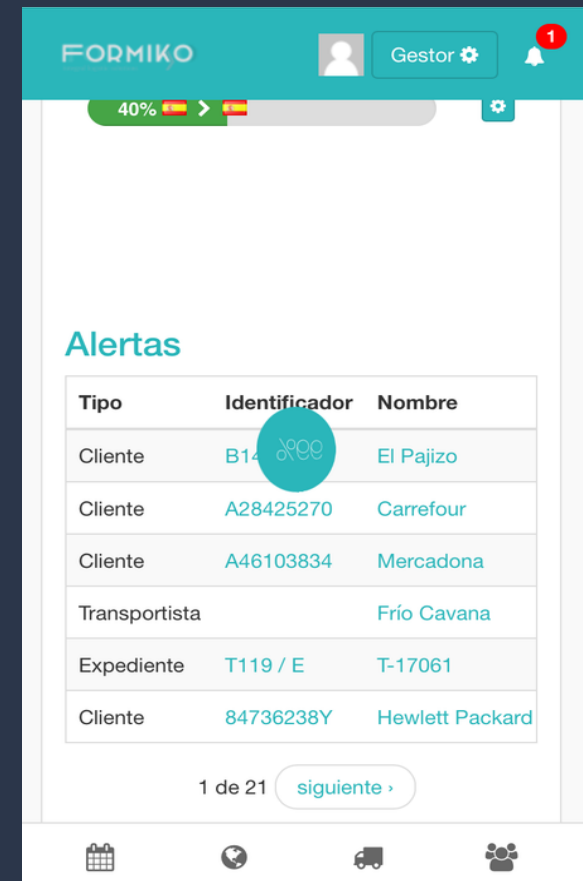 FORMIKO
Gestor
1
40%
Alertas
Tipo Identificador Nombre
Cliente B14 El Pajizo
Cliente A28425270 Carrefour
Cliente A46103834 Mercadona
Transportista Frío Cavana
Expediente T119 / E T-17061
Cliente 84736238Y Hewlett Packard
1 de 21 siguiente ›